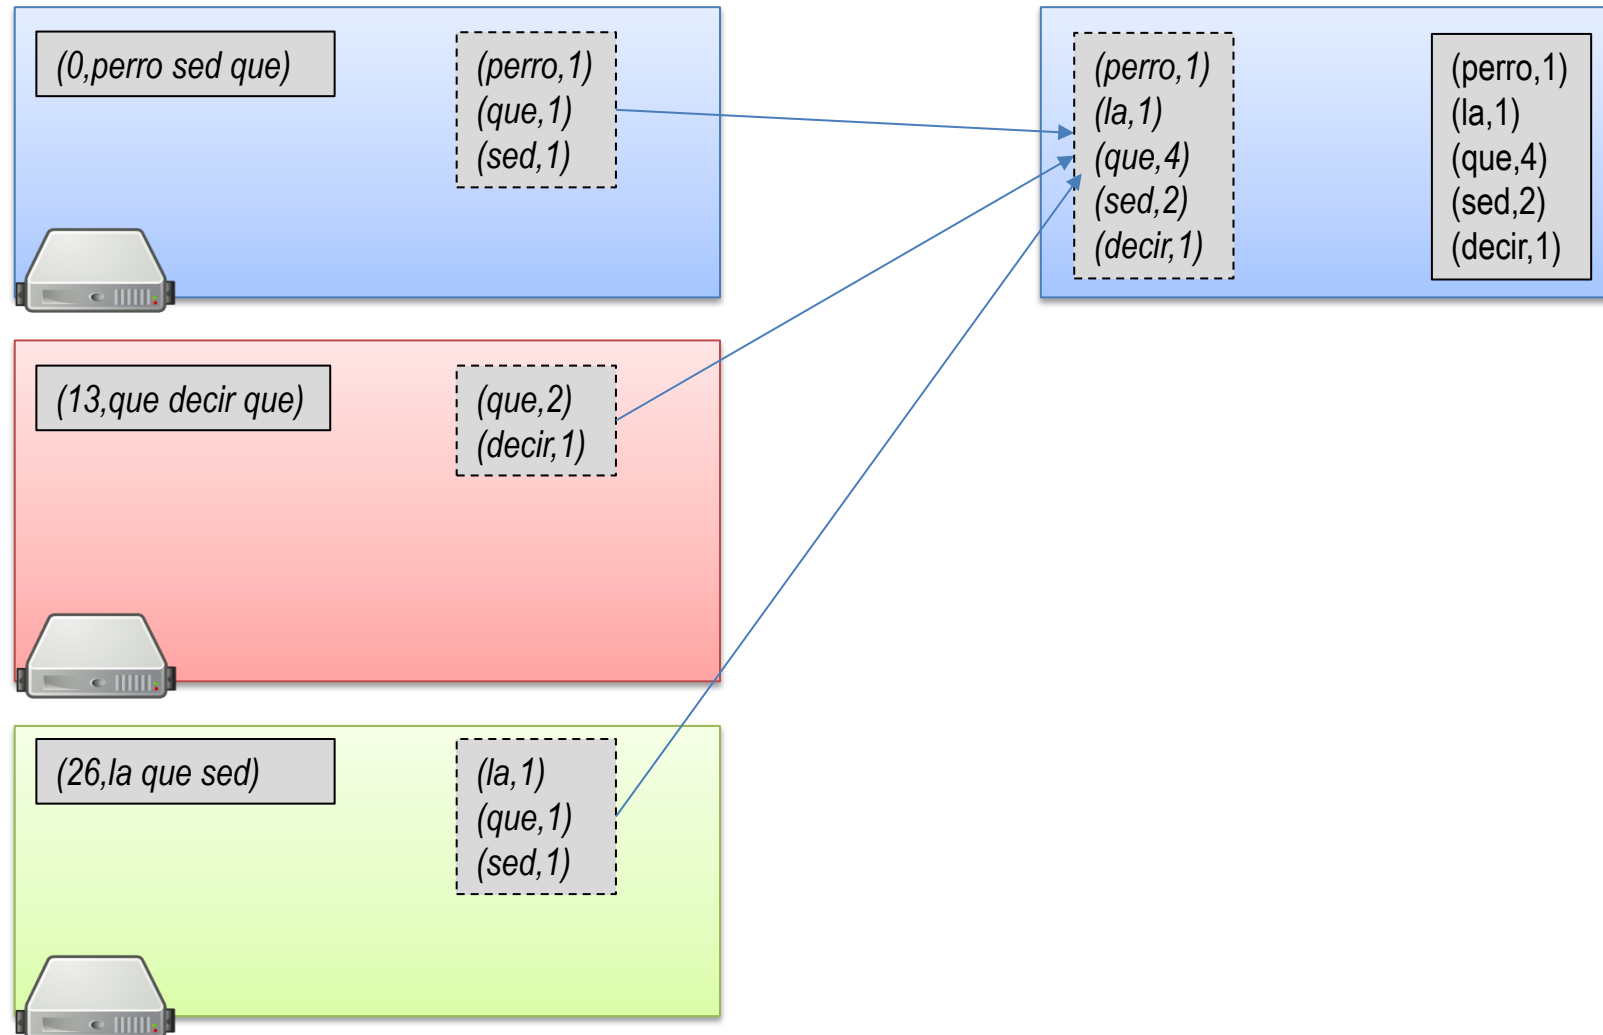 (0,perro sed que)
(perro,1)
(que,1)
(sed,1)
(perro,1)
(la,1)
(que,4)
(sed,2)
(decir,1)
(perro,1)
(la,1)
(que,4)
(sed,2)
(decir,1)
(13,que decir que)
(que,2)
(decir,1)
(26,la que sed)
(la,1)
(que,1)
(sed,1)